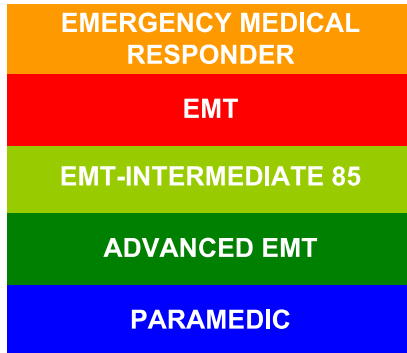 EMERGENCY MEDICAL
RESPONDER
EMT
EMT-INTERMEDIATE 85
ADVANCED EMT
PARAMEDIC